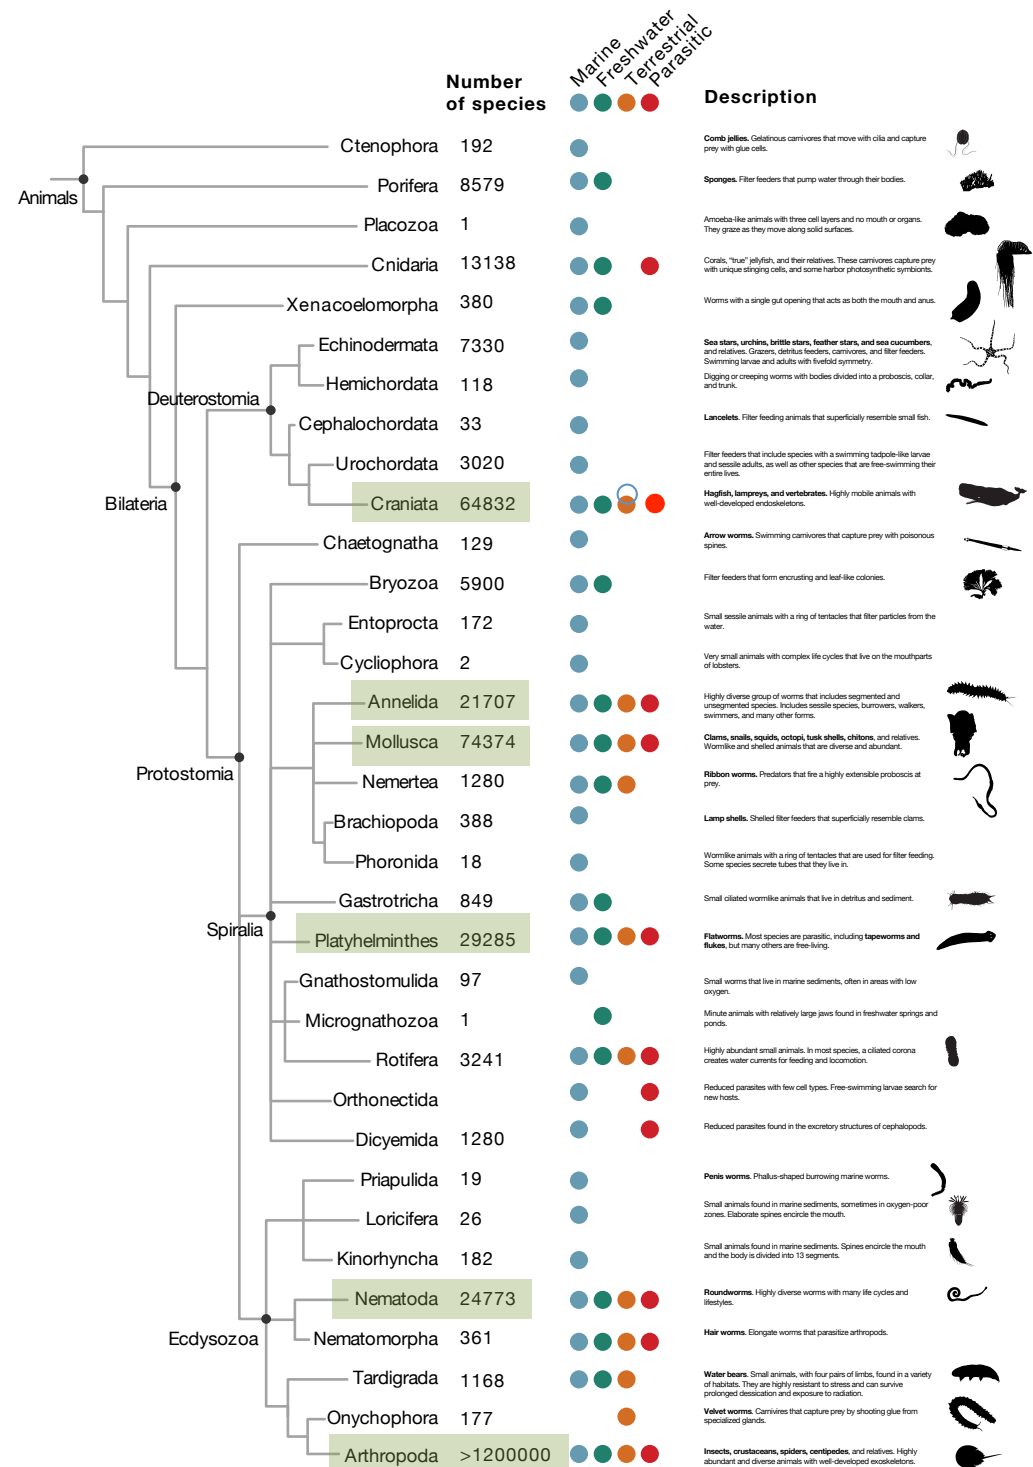 Marine
Freshwater
Terrestrial
Parasitic
Number
of species
Description
Animals
Ctenophora 192
Comb jellies. Gelatinous carnivores that move with cilia and capture
prey with glue cells.
Porifera 8579
Sponges. Filter feeders that pump water through their bodies.
Placozoa 1
Amoeba-like animals with three cell layers and no mouth or organs.
They graze as they move along solid surfaces.
Cnidaria 13138
Corals, "true" jellyfish, and their relatives. These carnivores capture prey
with unique stinging cells, and some harbor photosynthetic symbionts.
Xenacoelomorpha 380
Worms with a single gut opening that acts as both the mouth and anus.
Echinodermata 7330
Sea stars, urchins, brittle stars, feather stars, and sea cucumbers,
and relatives. Grazers, detritus feeders, carnivores, and filter feeders.
Swimming larvae and adults with fivefold symmetry.
Hemichordata 118
Digging or creeping worms with bodies divided into a proboscis, collar,
and trunk.
Deuterostomia
Cephalochordata 33
Lancelets. Filter feeding animals that superficially resemble small fish.
Urochordata 3020
Filter feeders that include species with a swimming tadpole-like larvae
and sessile adults, as well as other species that are free-swimming their
entire lives.
Bilateria
Craniata 64832
Hagfish, lampreys, and vertebrates. Highly mobile animals with
well-developed endoskeletons.
Chaetognatha 129
Arrow worms. Swimming carnivores that capture prey with poisonous
spines.
Bryozoa 5900
Filter feeders that form encrusting and leaf-like colonies.
Entoprocta 172
Small sessile animals with a ring of tentacles that filter particles from the
water.
Cycliophora 2
Very small animals with complex life cycles that live on the mouthparts
of lobsters.
Annelida 21707
Highly diverse group of worms that includes segmented and
unsegmented species. Includes sessile species, burrowers, walkers,
swimmers, and many other forms.
Mollusca 74374
Clams, snails, squids, octopi, tusk shells, chitons, and relatives.
Wormlike and shelled animals that are diverse and abundant.
Protostomia
Nemertea 1280
Ribbon worms. Predators that fire a highly extensible proboscis at
prey.
Brachiopoda 388
Lamp shells. Shelled filter feeders that superficially resemble clams.
Phoronida 18
Wormlike animals with a ring of tentacles that are used for filter feeding.
Some species secrete tubes that they live in.
Gastrotricha 849
Small ciliated wormlike animals that live in detritus and sediment.
Spiralia
Platyhelminthes 29285
Flatworms. Most species are parasitic, including tapeworms and
flukes, but many others are free-living.
Gnathostomulida 97
Small worms that live in marine sediments, often in areas with low
oxygen.
Micrognathozoa 1
Minute animals with relatively large jaws found in freshwater springs and
ponds.
Rotifera 3241
Highly abundant small animals. In most species, a ciliated corona
creates water currents for feeding and locomotion.
Orthonectida
Reduced parasites with few cell types. Free-swimming larvae search for
new hosts.
Dicyemida 1280
Reduced parasites found in the excretory structures of cephalopods.
Priapulida 19
Penis worms. Phallus-shaped burrowing marine worms.
Loricifera 26
Small animals found in marine sediments, sometimes in oxygen-poor
zones. Elaborate spines encircle the mouth.
Kinorhyncha 182
Small animals found in marine sediments. Spines encircle the mouth
and the body is divided into 13 segments.
Nematoda 24773
Roundworms. Highly diverse worms with many life cycles and
lifestyles.
Ecdysozoa
Nematomorpha 361
Hair worms. Elongate worms that parasitize arthropods.
Tardigrada 1168
Water bears. Small animals, with four pairs of limbs, found in a variety
of habitats. They are highly resistant to stress and can survive
prolonged dessication and exposure to radiation.
Onychophora 177
Velvet worms. Carnivires that capture prey by shooting glue from
specialized glands.
Arthropoda >1200000
Insects, crustaceans, spiders, centipedes, and relatives. Highly
abundant and diverse animals with well-developed exoskeletons.